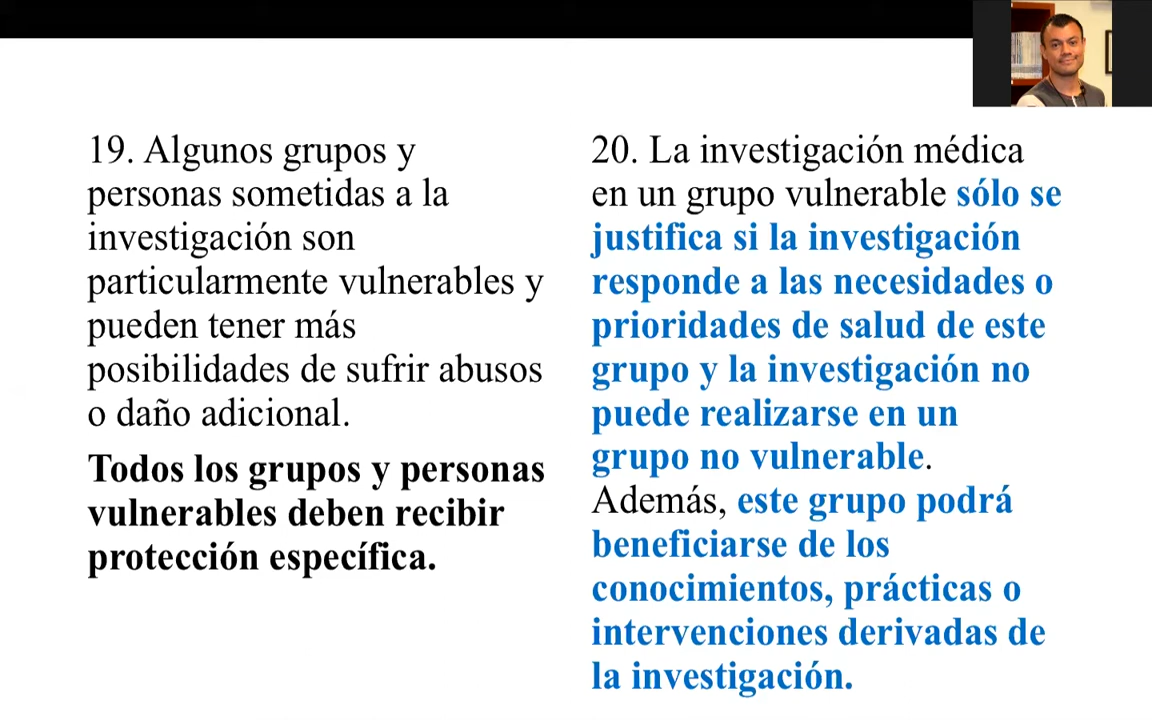 19. Algunos grupos y
personas sometidas a la
investigación son
particularmente vulnerables y
pueden tener más
posibilidades de sufrir abusos
o daño adicional.
Todos los grupos y personas
vulnerables deben recibir
protección específica.
20. La investigación médica
en un grupo vulnerable sólo se
justifica si la investigación
responde a las necesidades o
prioridades de salud de este
grupo y la investigación no
puede realizarse en un
grupo no vulnerable.
Además, este grupo podrá
beneficiarse de los
conocimientos, prácticas o
intervenciones derivadas de
la investigación.